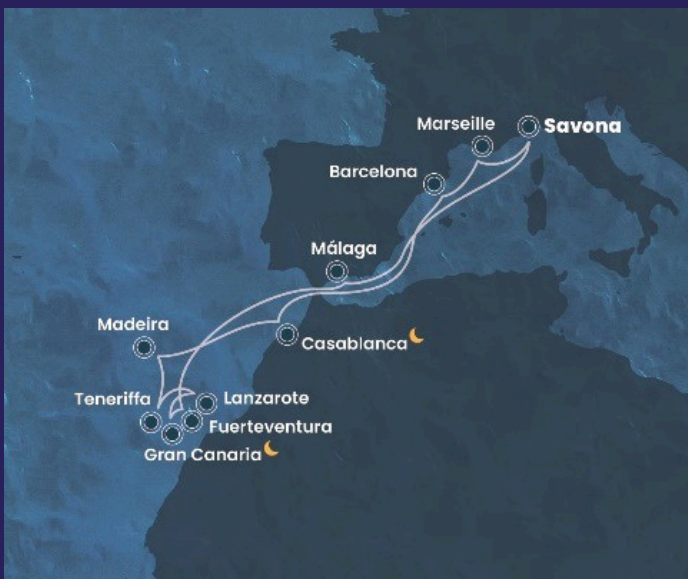 Marseille
Savona
Barcelona
Málaga
Madeira
Casablanca
Teneriffa
Lanzarote
Fuerteventura
Gran Canaria